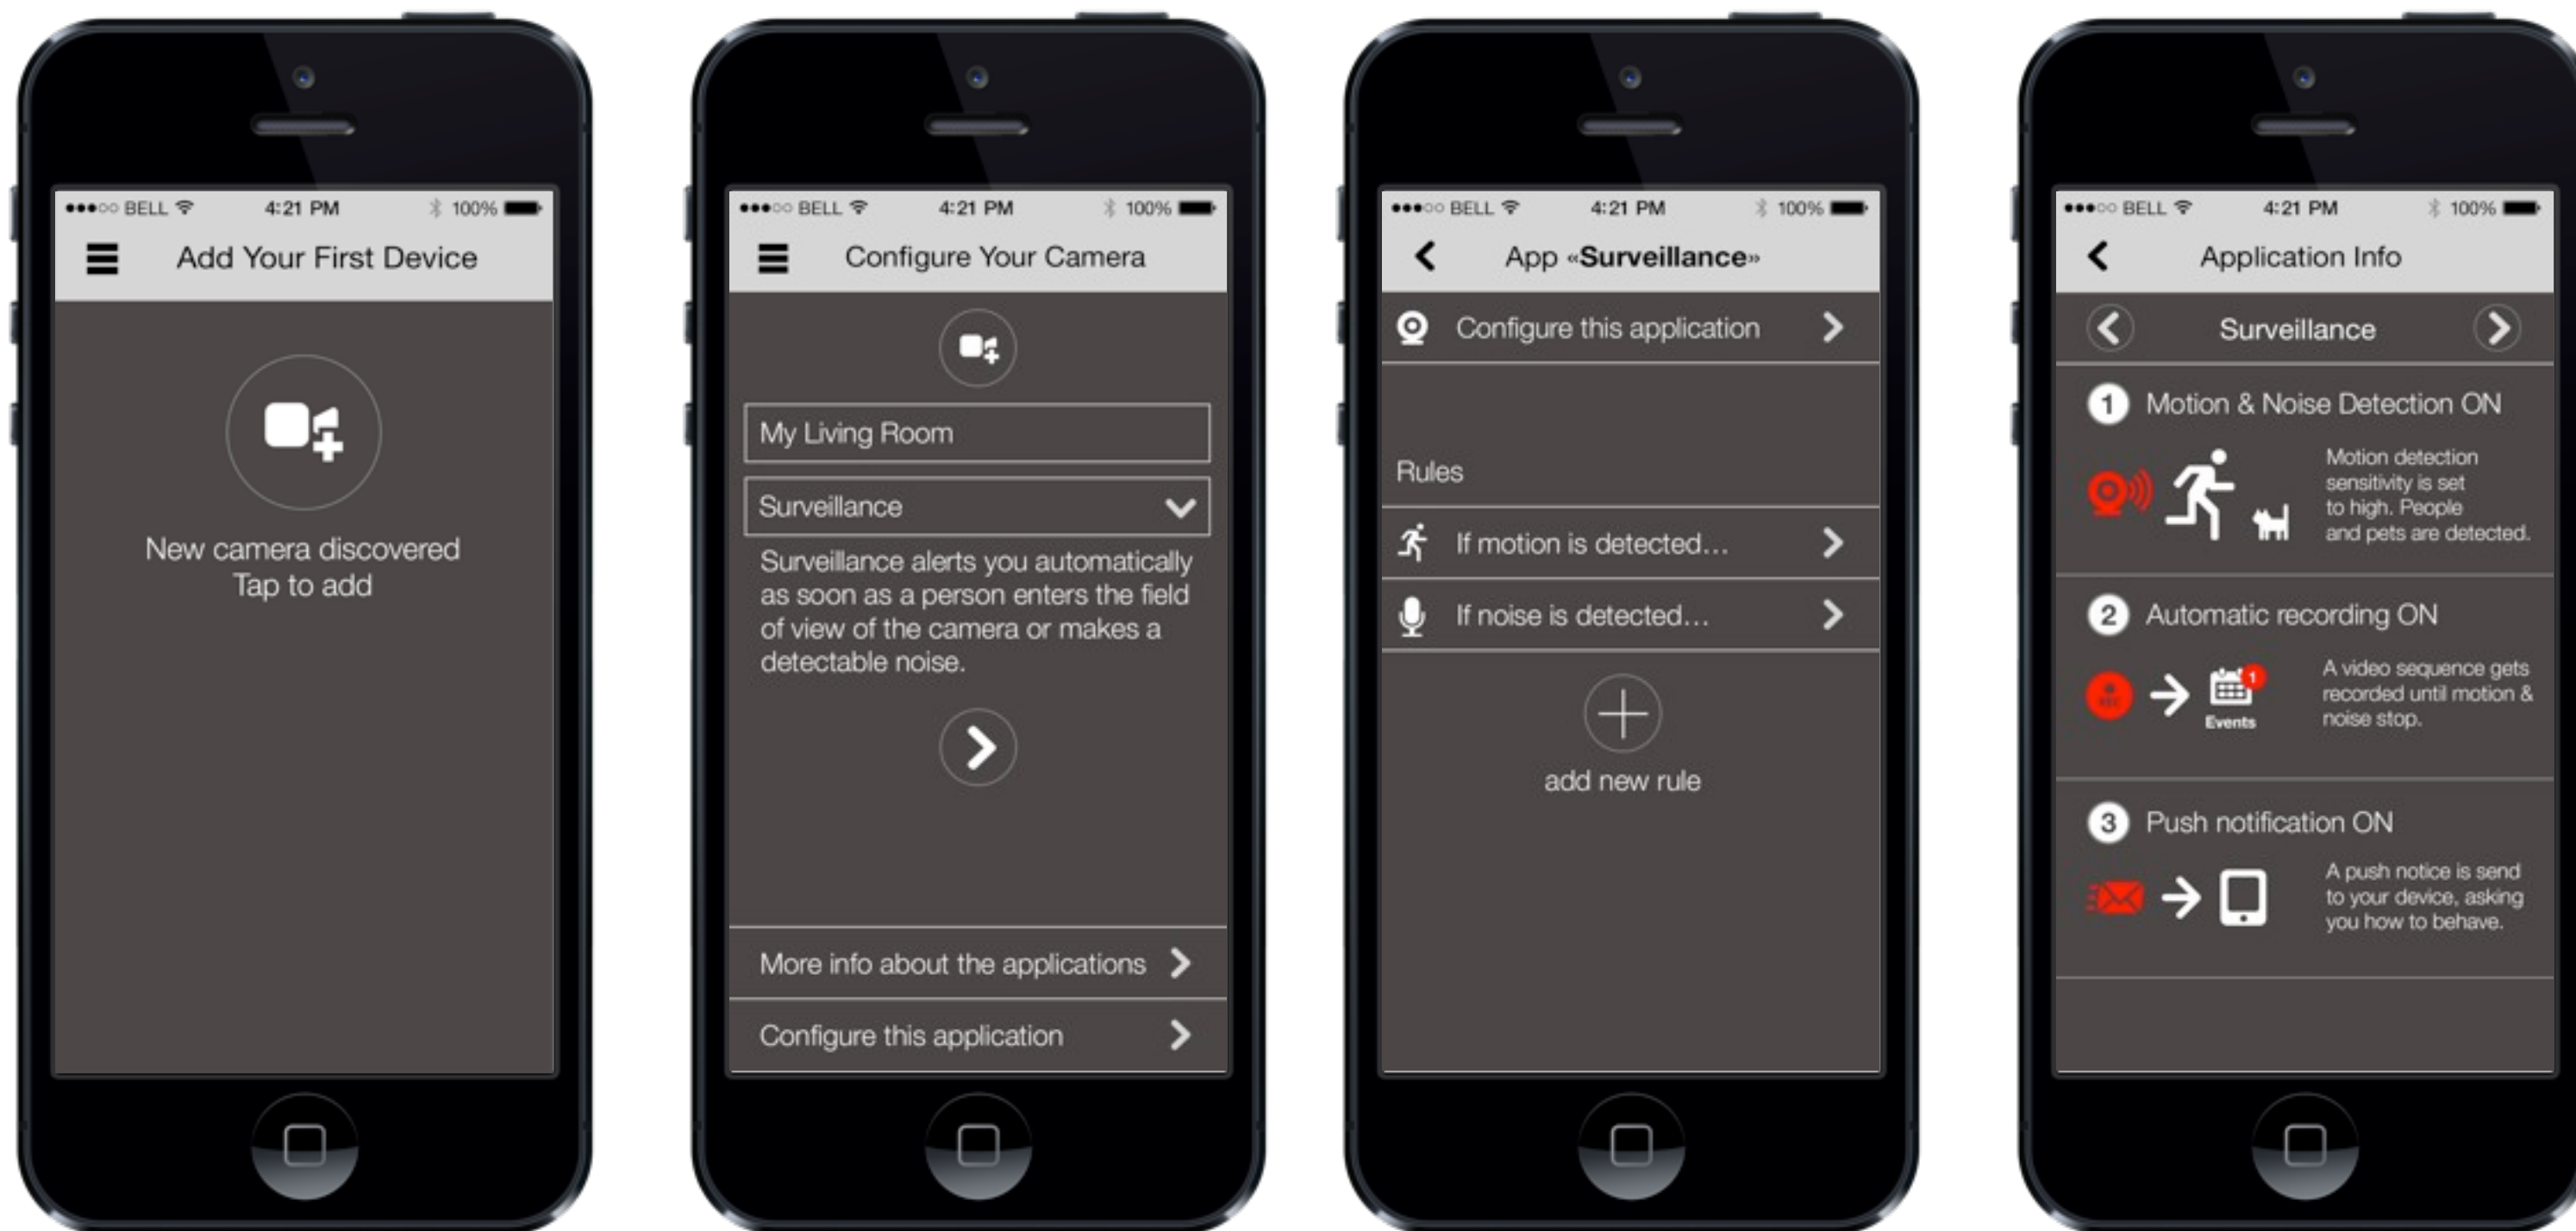 BELL 4:21 PM 100%
Add Your First Device
New camera discovered
Tap to add
BELL 4:21 PM 100%
Configure Your Camera
My Living Room
Surveillance
Surveillance alerts you automatically
as soon as a person enters the field
of view of the camera or makes a
detectable noise.
More info about the applications
Configure this application
BELL 4:21 PM 100%
App «Surveillance»
Configure this application
Rules
If motion is detected...
If noise is detected...
add new rule
BELL 4:21 PM 100%
Application Info
Surveillance
1 Motion & Noise Detection ON
Motion detection
sensitivity is set
to high. People
and pets are detected.
2 Automatic recording ON
1
Events
A video sequence gets
recorded until motion &
noise stop.
3 Push notification ON
A push notice is send
to your device, asking
you how to behave.